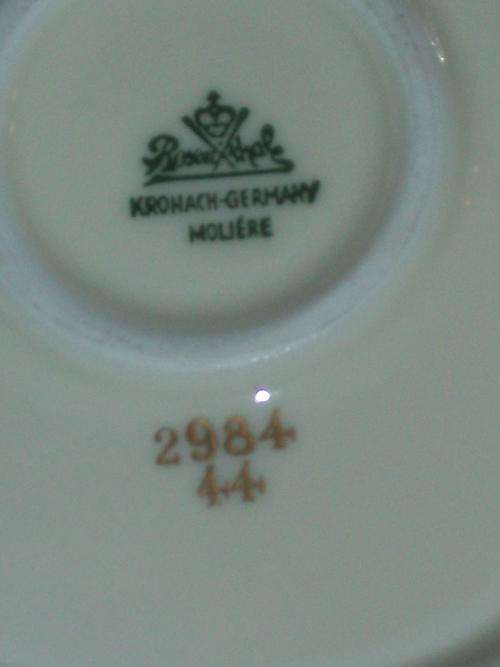 Rosenthal
KRONACH-GERMANY
MOLIÈRE
2984
44